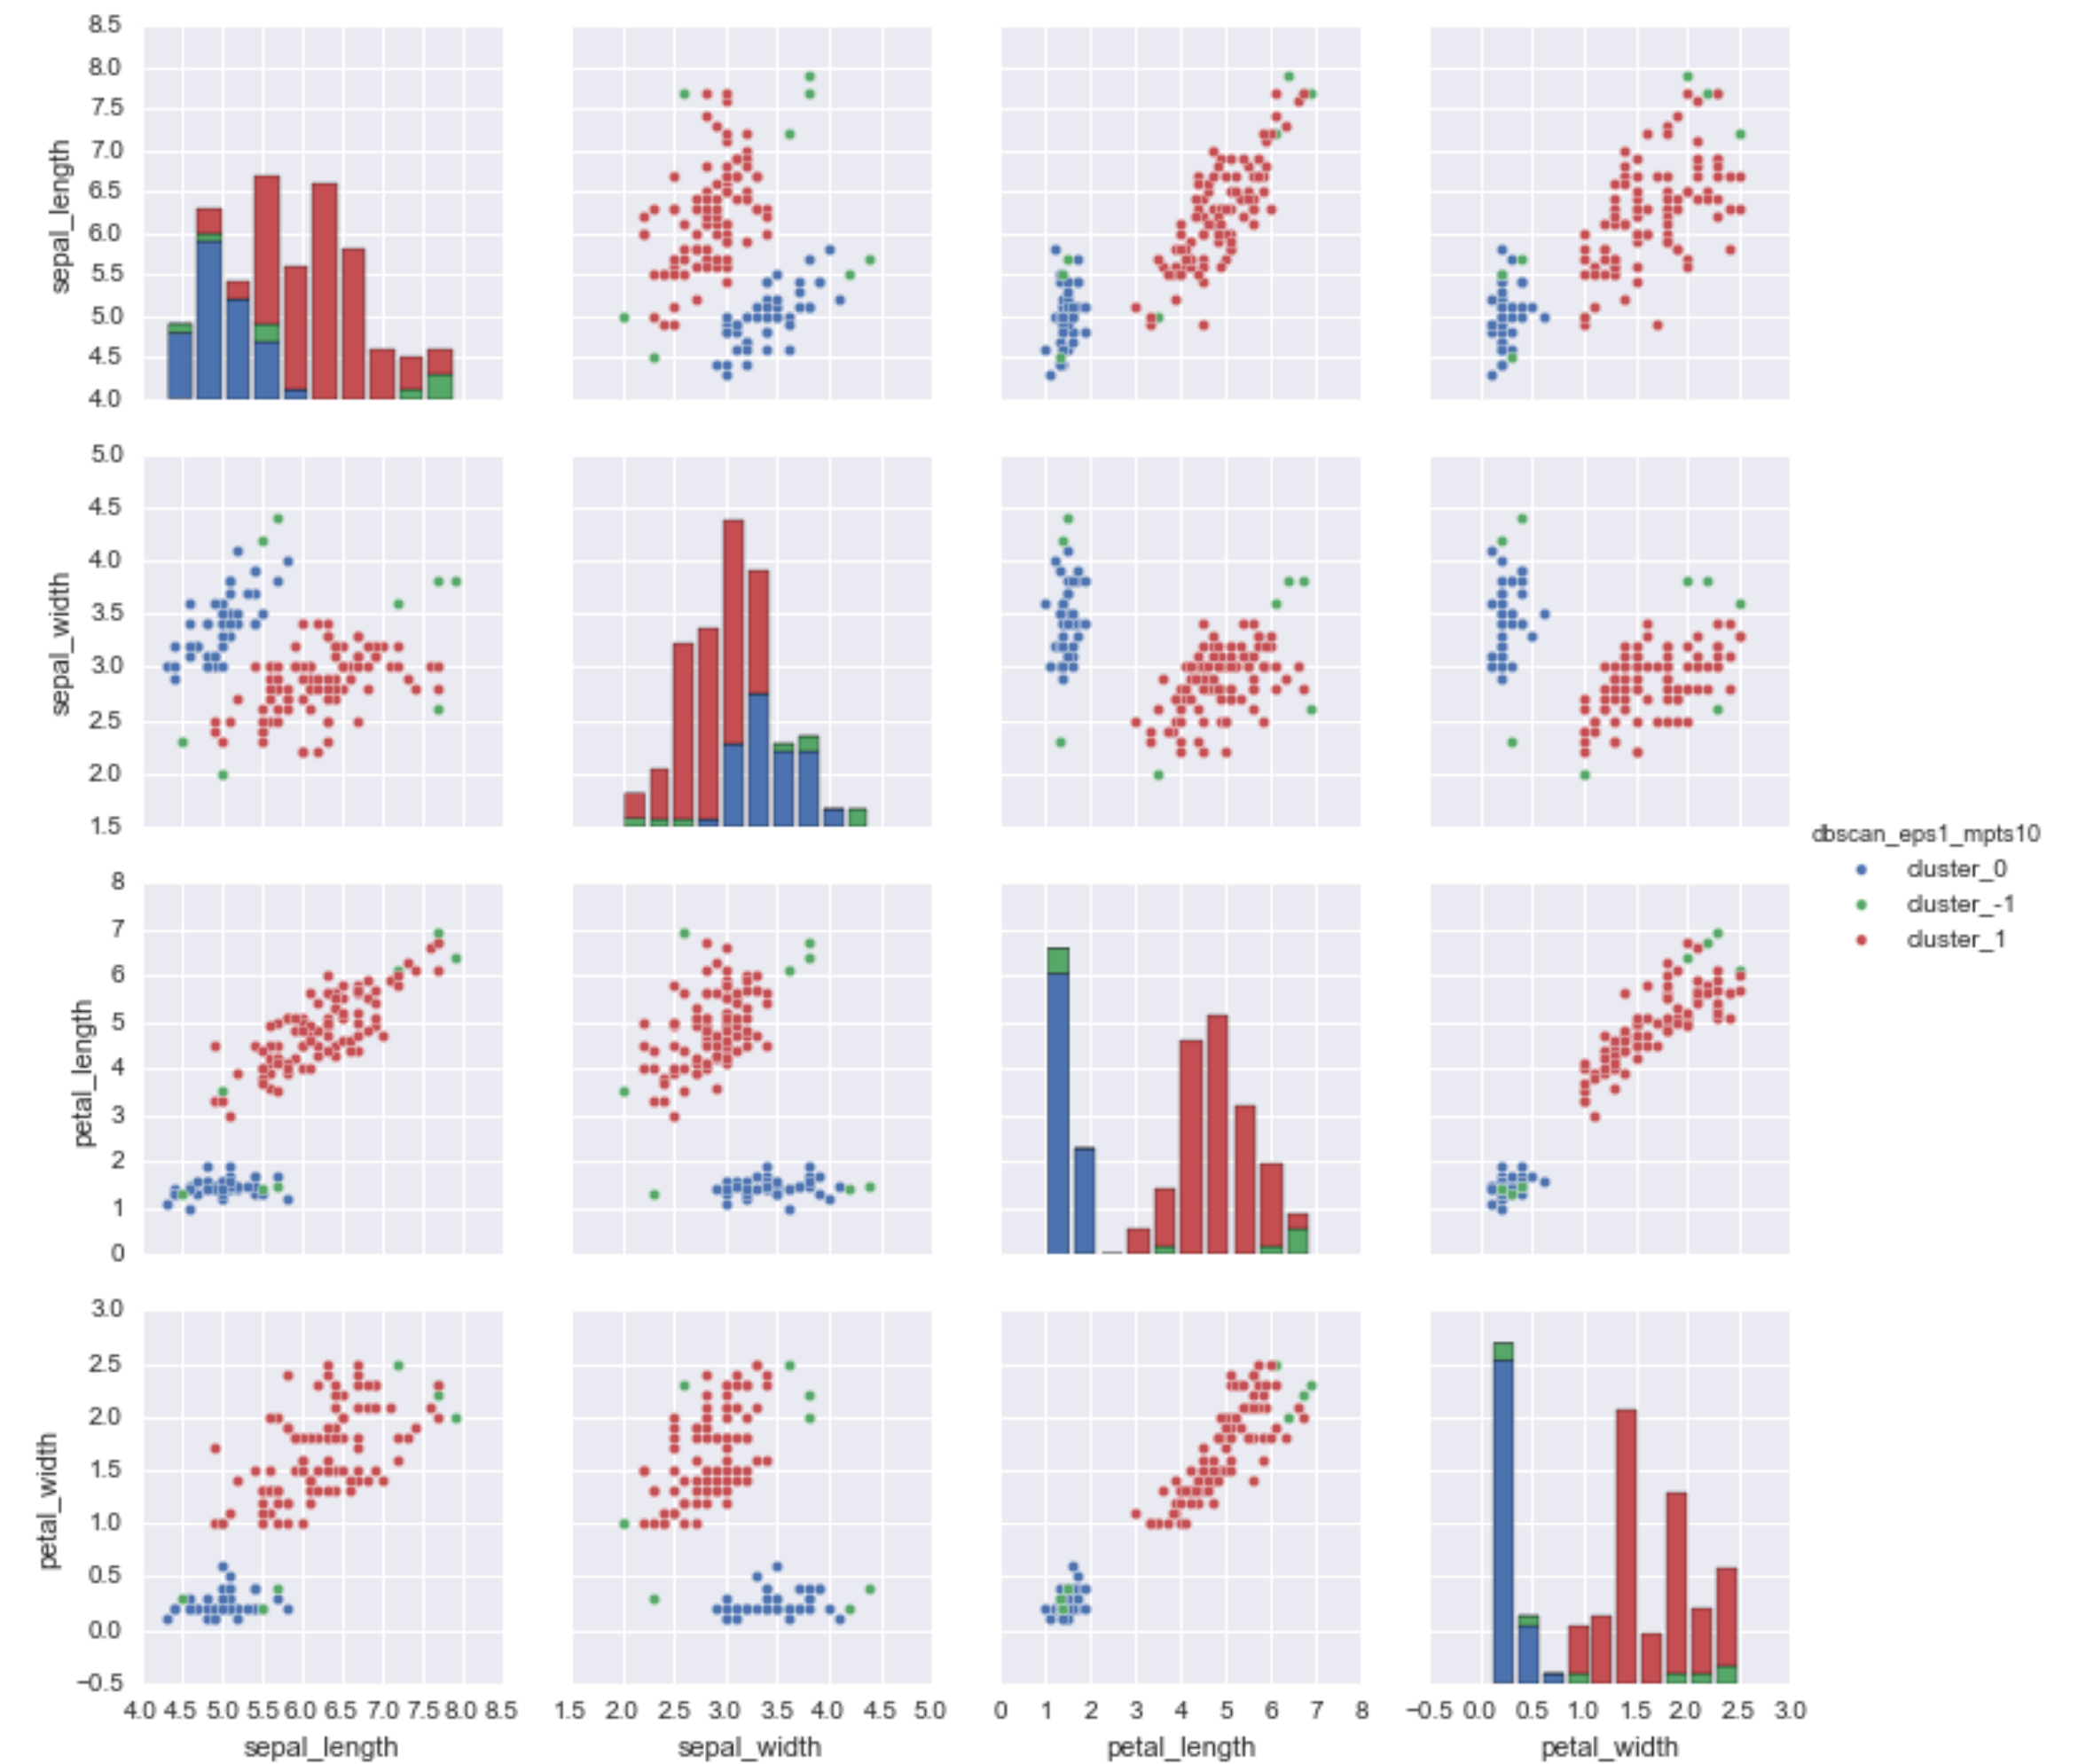 8.5
8.0
7.5
7.0
6.5
6.0
5.5
5.0
4.5
4.0
sepal_length
5.0
4.5
4.0
3.5
3.0
2.5
2.0
1.5
sepal_width
8
7
6
5
4
3
2
1
0
petal_length
3.0
2.5
2.0
1.5
1.0
0.5
0.0
−0.5
petal_width
4.0 4.5 5.0 5.5 6.0 6.5 7.0 7.5 8.0 8.5
sepal_length
1.5 2.0 2.5 3.0 3.5 4.0 4.5 5.0
sepal_width
0 1 2 3 4 5 6 7 8
petal_length
−0.5 0.0 0.5 1.0 1.5 2.0 2.5 3.0
petal_width
dbscan_eps1_mpts10
cluster_0
cluster_-1
cluster_1